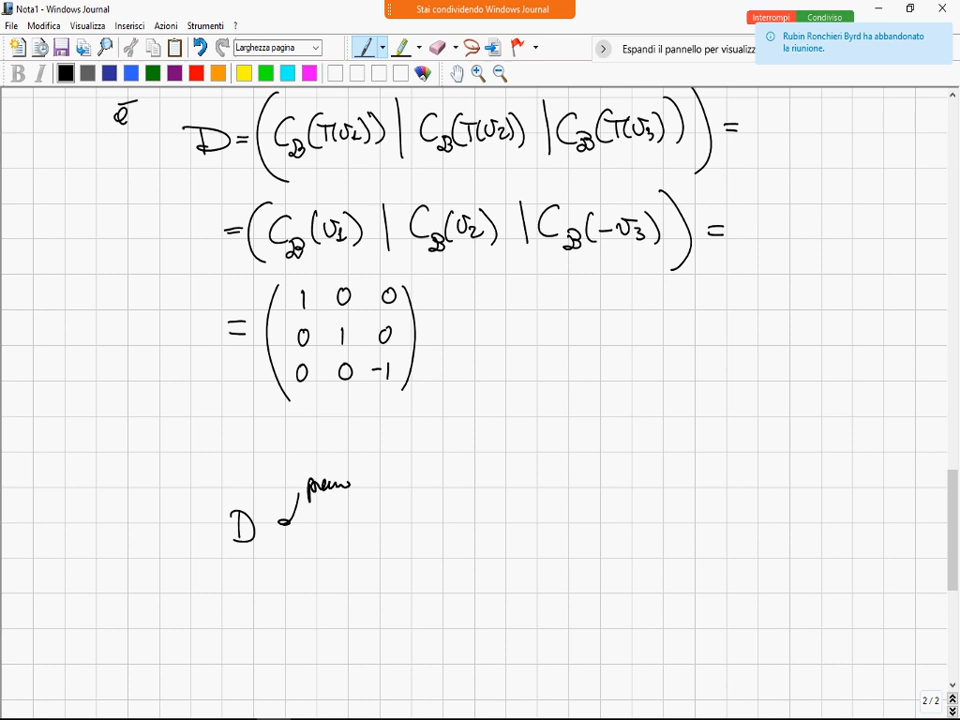 Nota1 - Windows Journal
Stai condividendo Windows Journal
Interrompi Condiviso
File Modifica Visualizza Inserisci Azioni Strumenti ?
Rubin Ronchieri Byrd ha abbandonato
la riunione.
Larghezza pagina
Espandi il pannello per visualizz
B I
è
D = ( C_B(T(v_1)) | C_B(T(v_2)) | C_B(T(v_3)) ) =
= ( C_B(v_1) | C_B(v_2) | C_B(-v_3) ) =
1 0 0
= 0 1 0
0 0 -1
D
2 / 2